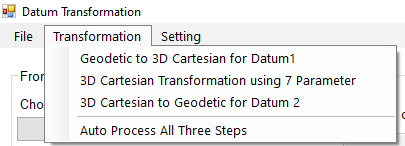 Datum Transformation
File Transformation Setting
Geodetic to 3D Cartesian for Datum1
3D Cartesian Transformation using 7 Parameter
3D Cartesian to Geodetic for Datum 2
Auto Process All Three Steps